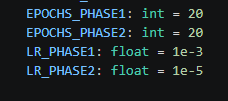 EPOCHS_PHASE1: int = 20
EPOCHS_PHASE2: int = 20
LR_PHASE1: float = 1e-3
LR_PHASE2: float = 1e-5